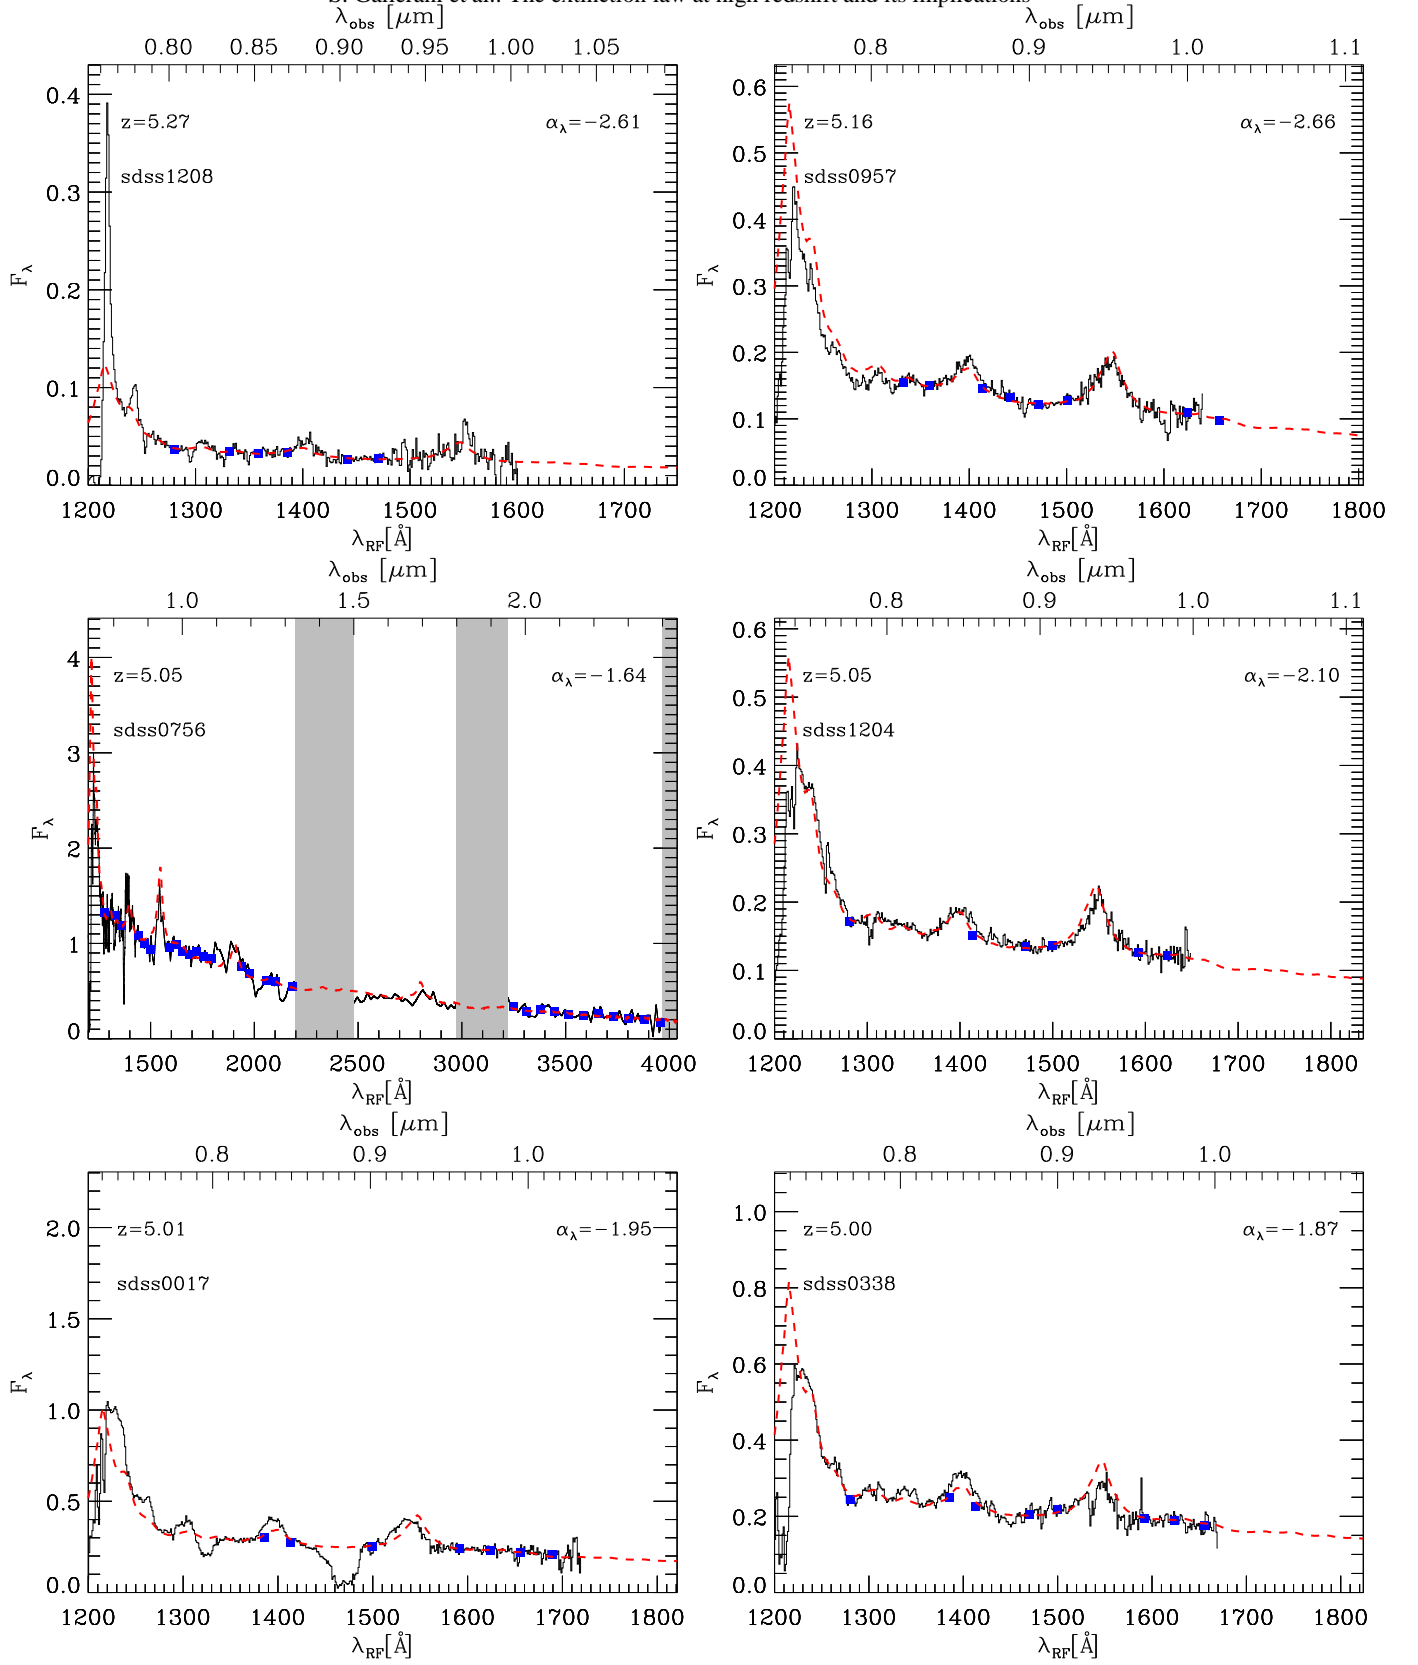 S. Gallerani et al.: The extinction law at high redshift and its implications
λobs [μm]
0.80 0.85 0.90 0.95 1.00 1.05
z=5.27
αλ=−2.61
sdss1208
Fλ
0.4
0.3
0.2
0.1
0.0
1200 1300 1400 1500 1600 1700
λRF[Å]
λobs [μm]
0.8 0.9 1.0 1.1
z=5.16
αλ=−2.66
sdss0957
Fλ
0.6
0.5
0.4
0.3
0.2
0.1
0.0
1200 1300 1400 1500 1600 1700 1800
λRF[Å]
λobs [μm]
1.0 1.5 2.0
z=5.05
αλ=−1.64
sdss0756
Fλ
4
3
2
1
0
1500 2000 2500 3000 3500 4000
λRF[Å]
λobs [μm]
0.8 0.9 1.0 1.1
z=5.05
αλ=−2.10
sdss1204
Fλ
0.6
0.5
0.4
0.3
0.2
0.1
0.0
1200 1300 1400 1500 1600 1700 1800
λRF[Å]
λobs [μm]
0.8 0.9 1.0
z=5.01
αλ=−1.95
sdss0017
Fλ
2.0
1.5
1.0
0.5
0.0
1200 1300 1400 1500 1600 1700 1800
λRF[Å]
λobs [μm]
0.8 0.9 1.0
z=5.00
αλ=−1.87
sdss0338
Fλ
1.0
0.8
0.6
0.4
0.2
0.0
1200 1300 1400 1500 1600 1700 1800
λRF[Å]